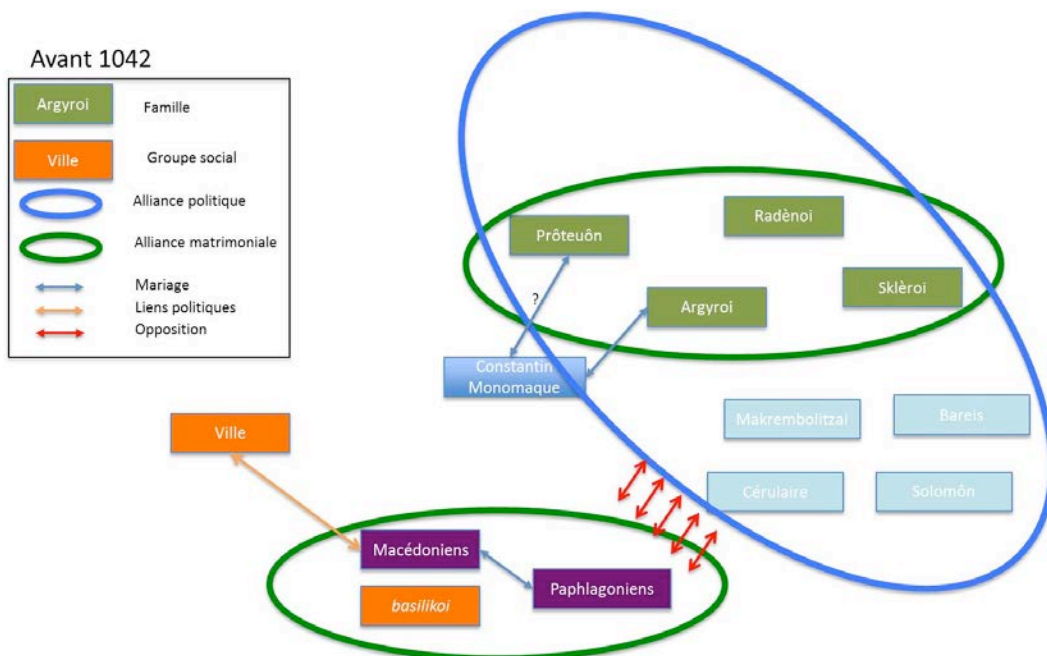 Avant 1042
Argyroi
Famille
Ville
Groupe social
Alliance politique
Alliance matrimoniale
Mariage
Liens politiques
Opposition
Radènoi
Prôteuôn
Sklèroi
?
Argyroi
Constantin
Monomaque
Makrembolitzai
Bareis
Ville
Cérulaire
Solomôn
Macédoniens
Paphlagoniens
basilikoi